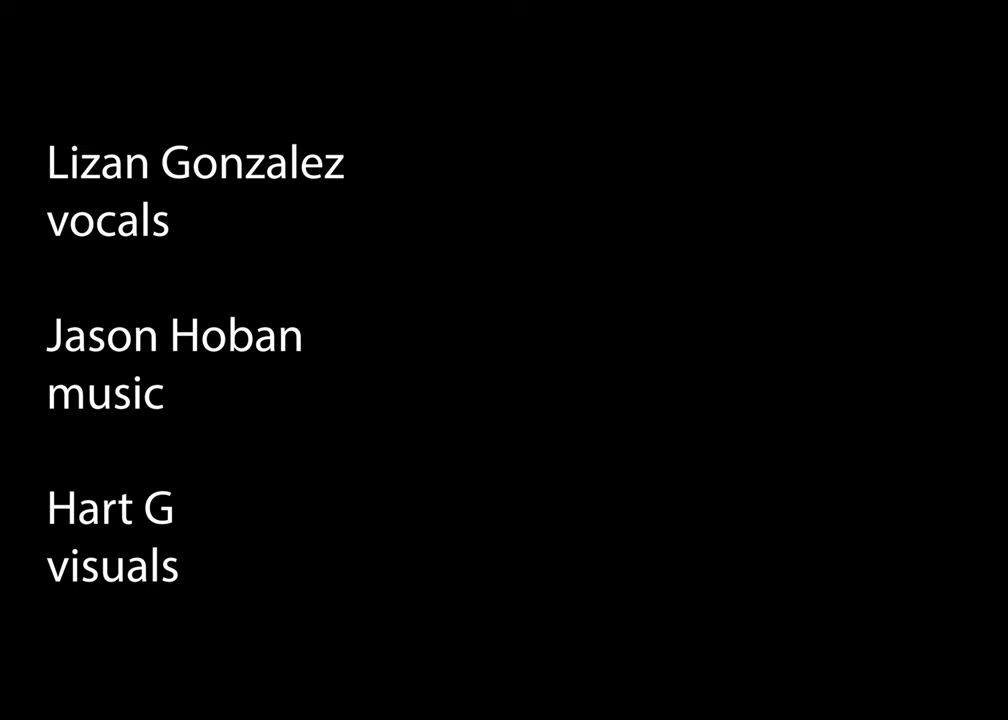 Lizan Gonzalez
vocals
Jason Hoban
music
Hart G
visuals